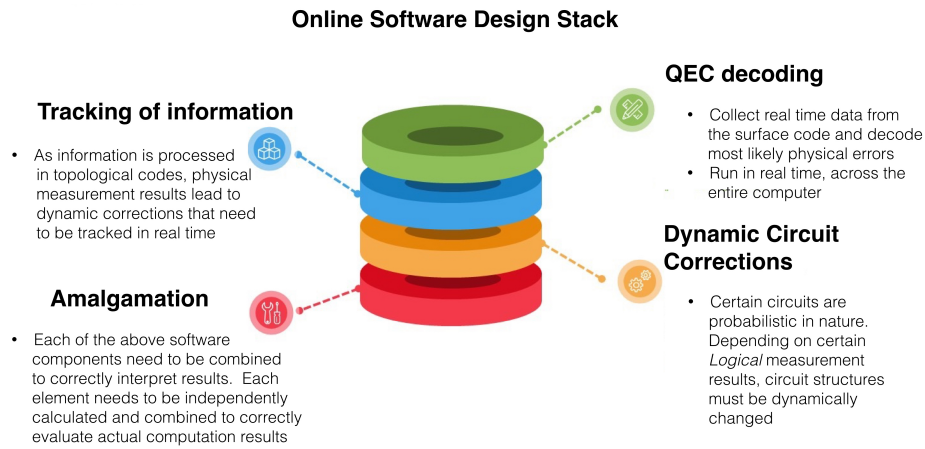 Online Software Design Stack
Tracking of information
• As information is processed
in topological codes, physical
measurement results lead to
dynamic corrections that need
to be tracked in real time
QEC decoding
• Collect real time data from
the surface code and decode
most likely physical errors
• Run in real time, across the
entire computer
Amalgamation
• Each of the above software
components need to be combined
to correctly interpret results. Each
element needs to be independently
calculated and combined to correctly
evaluate actual computation results
Dynamic Circuit
Corrections
• Certain circuits are
probabilistic in nature.
Depending on certain
Logical measurement
results, circuit structures
must be dynamically
changed